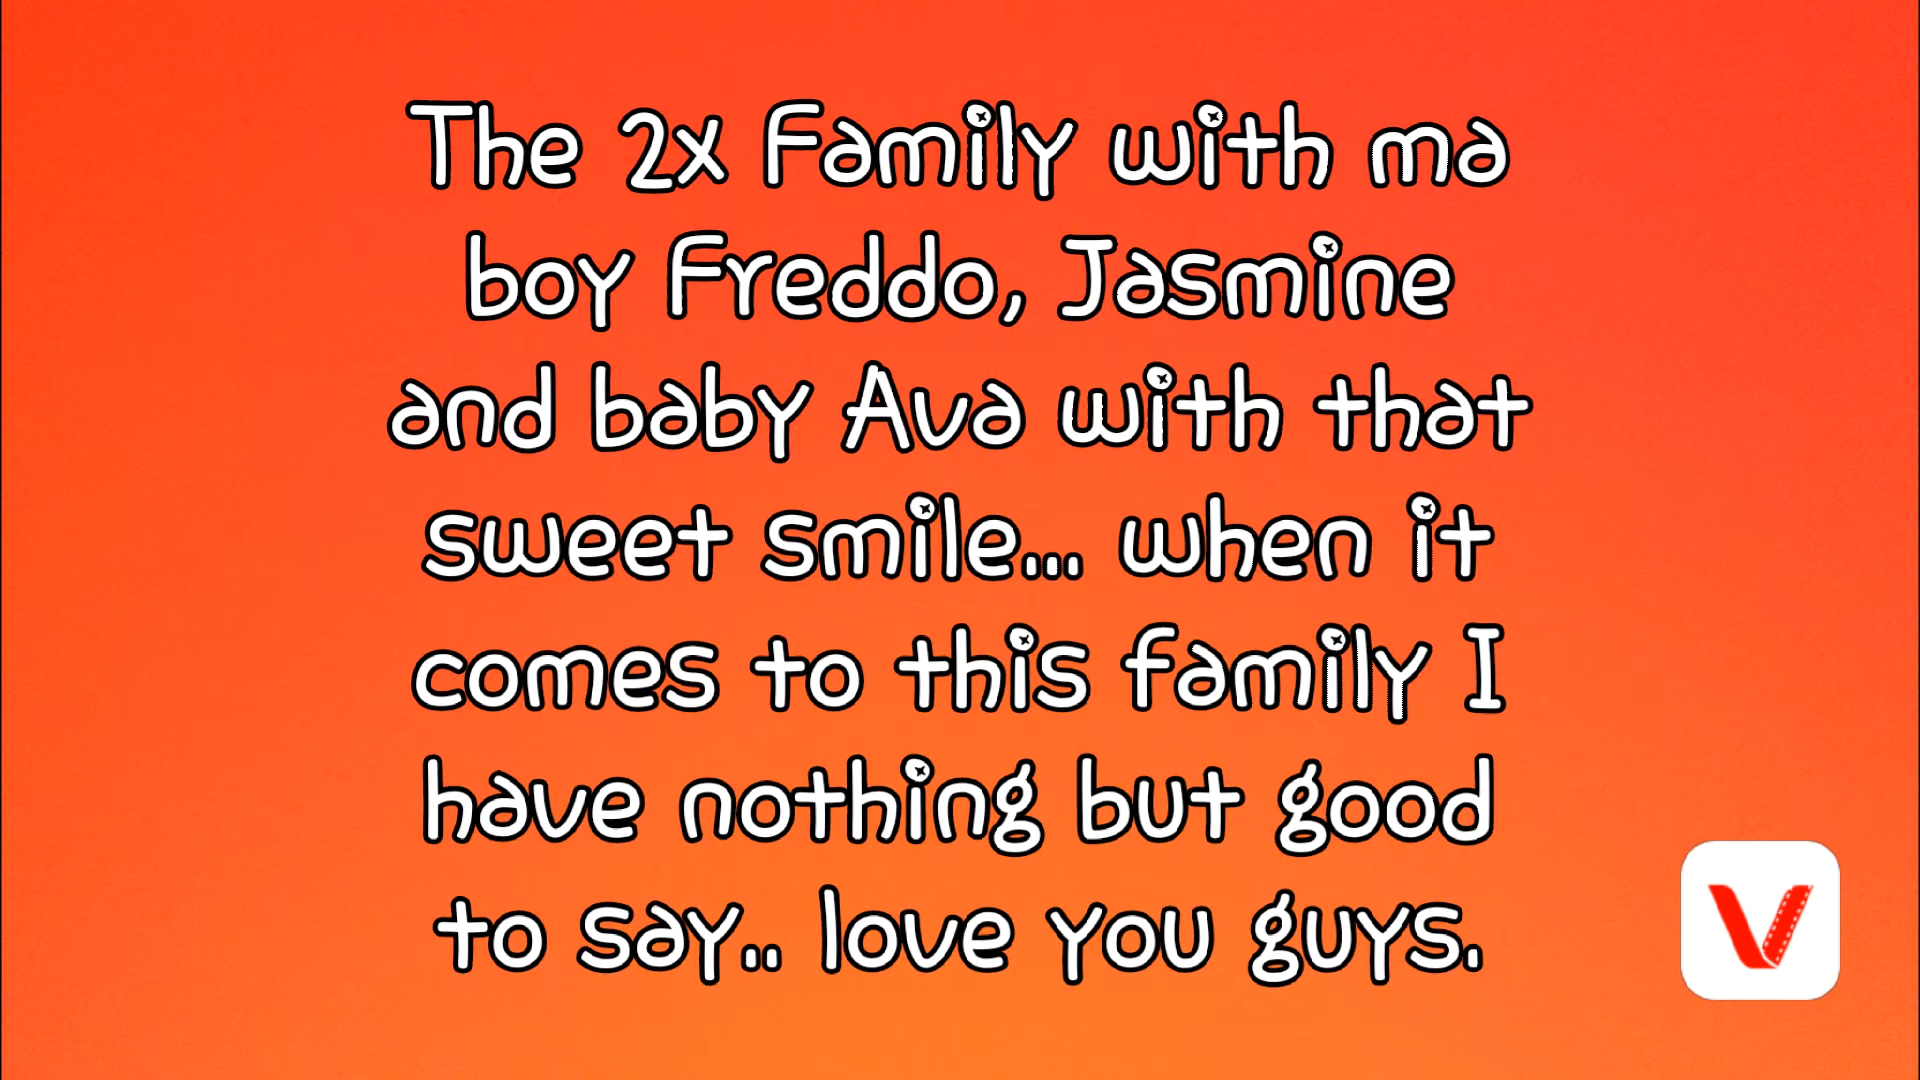 The 2x Family with ma
boy Freddo, Jasmine
and baby Ava with that
sweet smile... when it
comes to this family I
have nothing but good
to say.. love you guys.
V